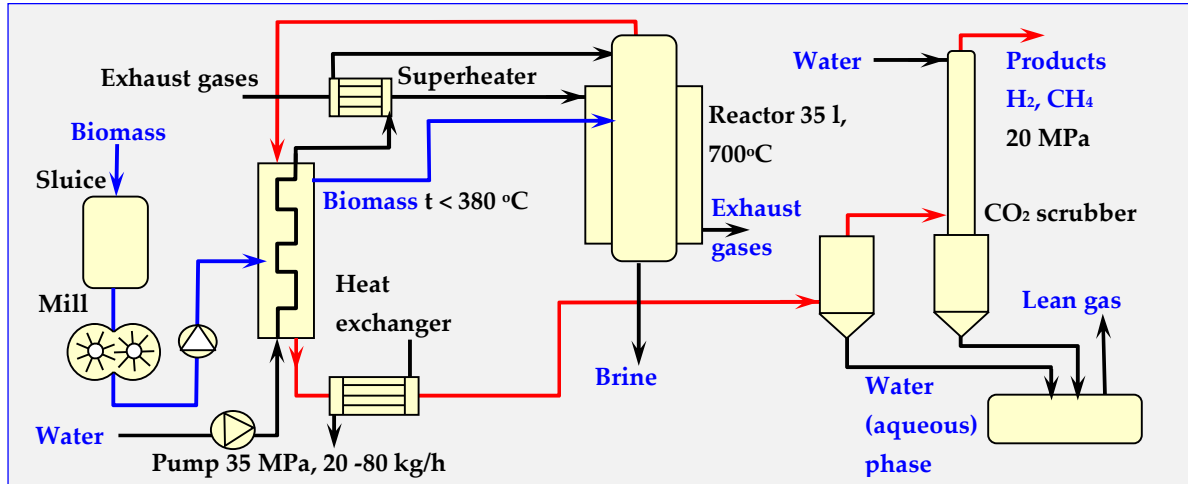 Exhaust gases
Superheater
Water
Products
H₂, CH₄
20 MPa
Biomass
Reactor 35 l,
700ºC
Sluice
Biomass t < 380 ºC
CO₂ scrubber
Exhaust
gases
Mill
Heat
exchanger
Lean gas
Brine
Water
(aqueous)
phase
Water
Pump 35 MPa, 20 -80 kg/h